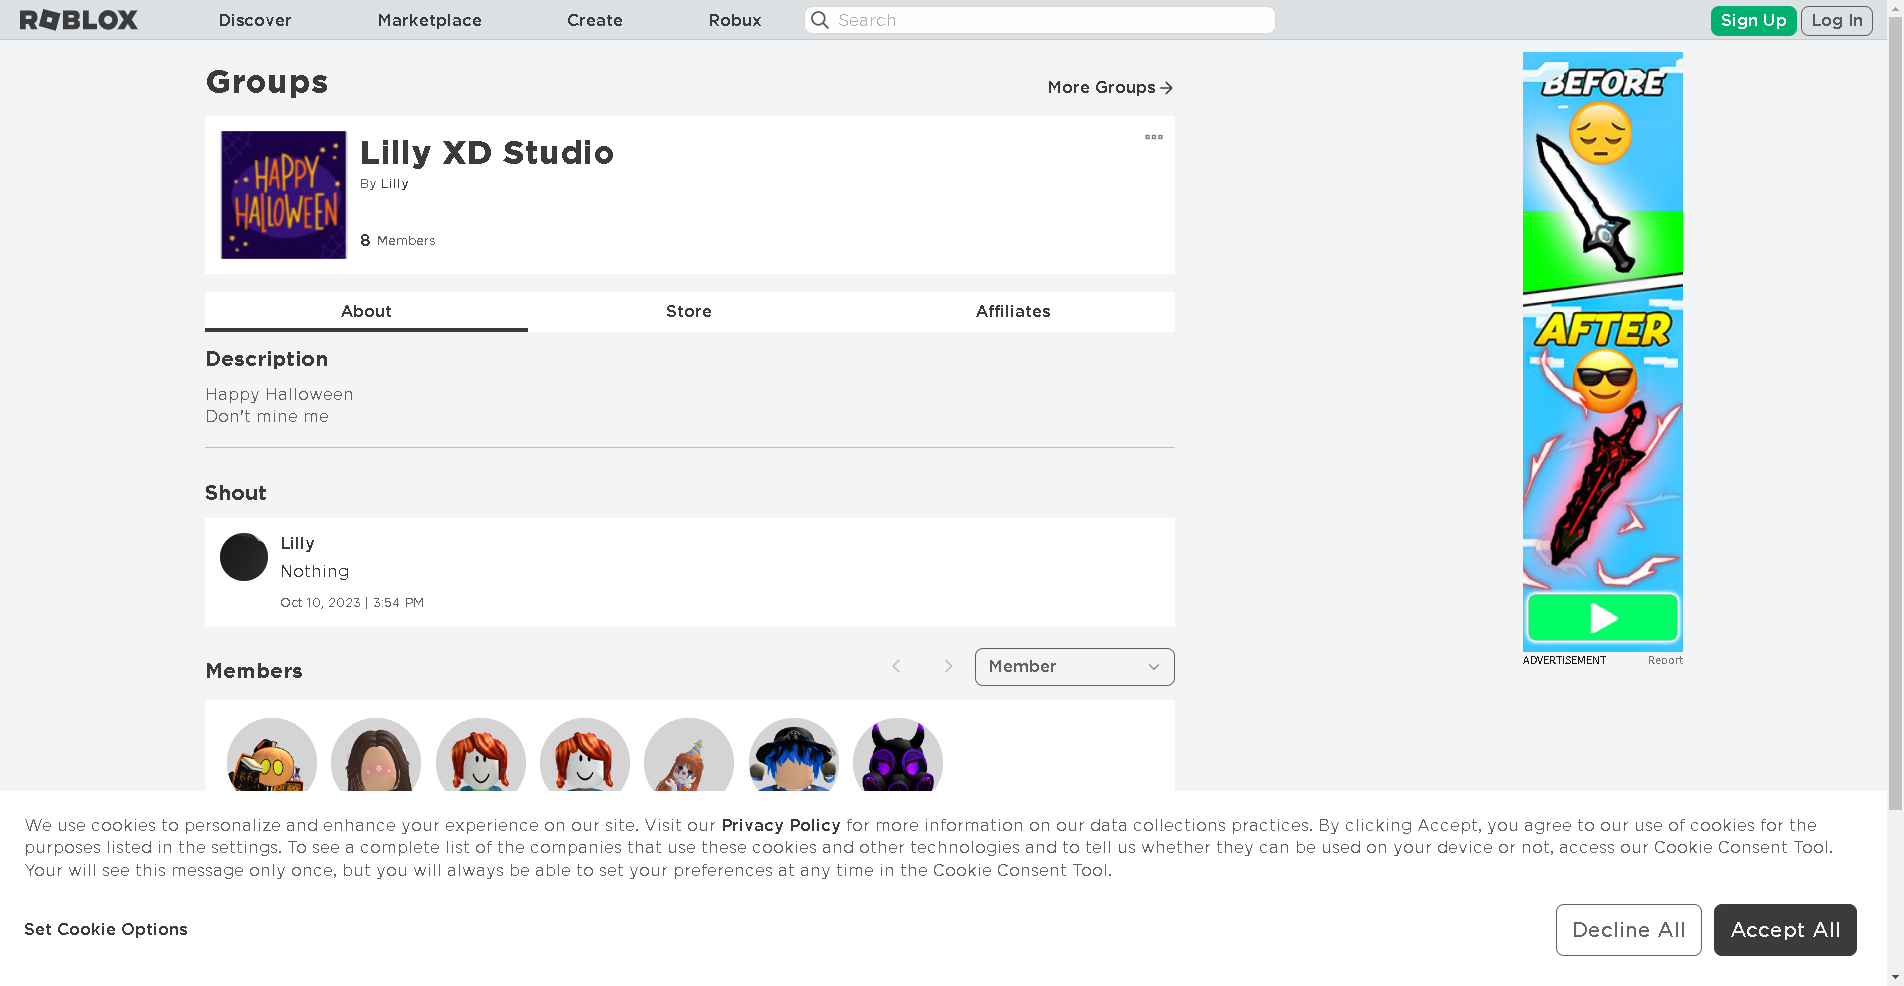 ROBLOX
Discover
Marketplace
Create
Robux
Search
Sign Up
Log In
Groups
More Groups
HAPPY
HALLOWEEN
Lilly XD Studio
By Lilly
8 Members
About
Store
Affiliates
Description
Happy Halloween
Don't mine me
Shout
Lilly
Nothing
Oct 10, 2023 | 3:54 PM
Members
Member
BEFORE
AFTER
ADVERTISEMENT
Report
We use cookies to personalize and enhance your experience on our site. Visit our Privacy Policy for more information on our data collections practices. By clicking Accept, you agree to our use of cookies for the
purposes listed in the settings. To see a complete list of the companies that use these cookies and other technologies and to tell us whether they can be used on your device or not, access our Cookie Consent Tool.
Your will see this message only once, but you will always be able to set your preferences at any time in the Cookie Consent Tool.
Set Cookie Options
Decline All
Accept All